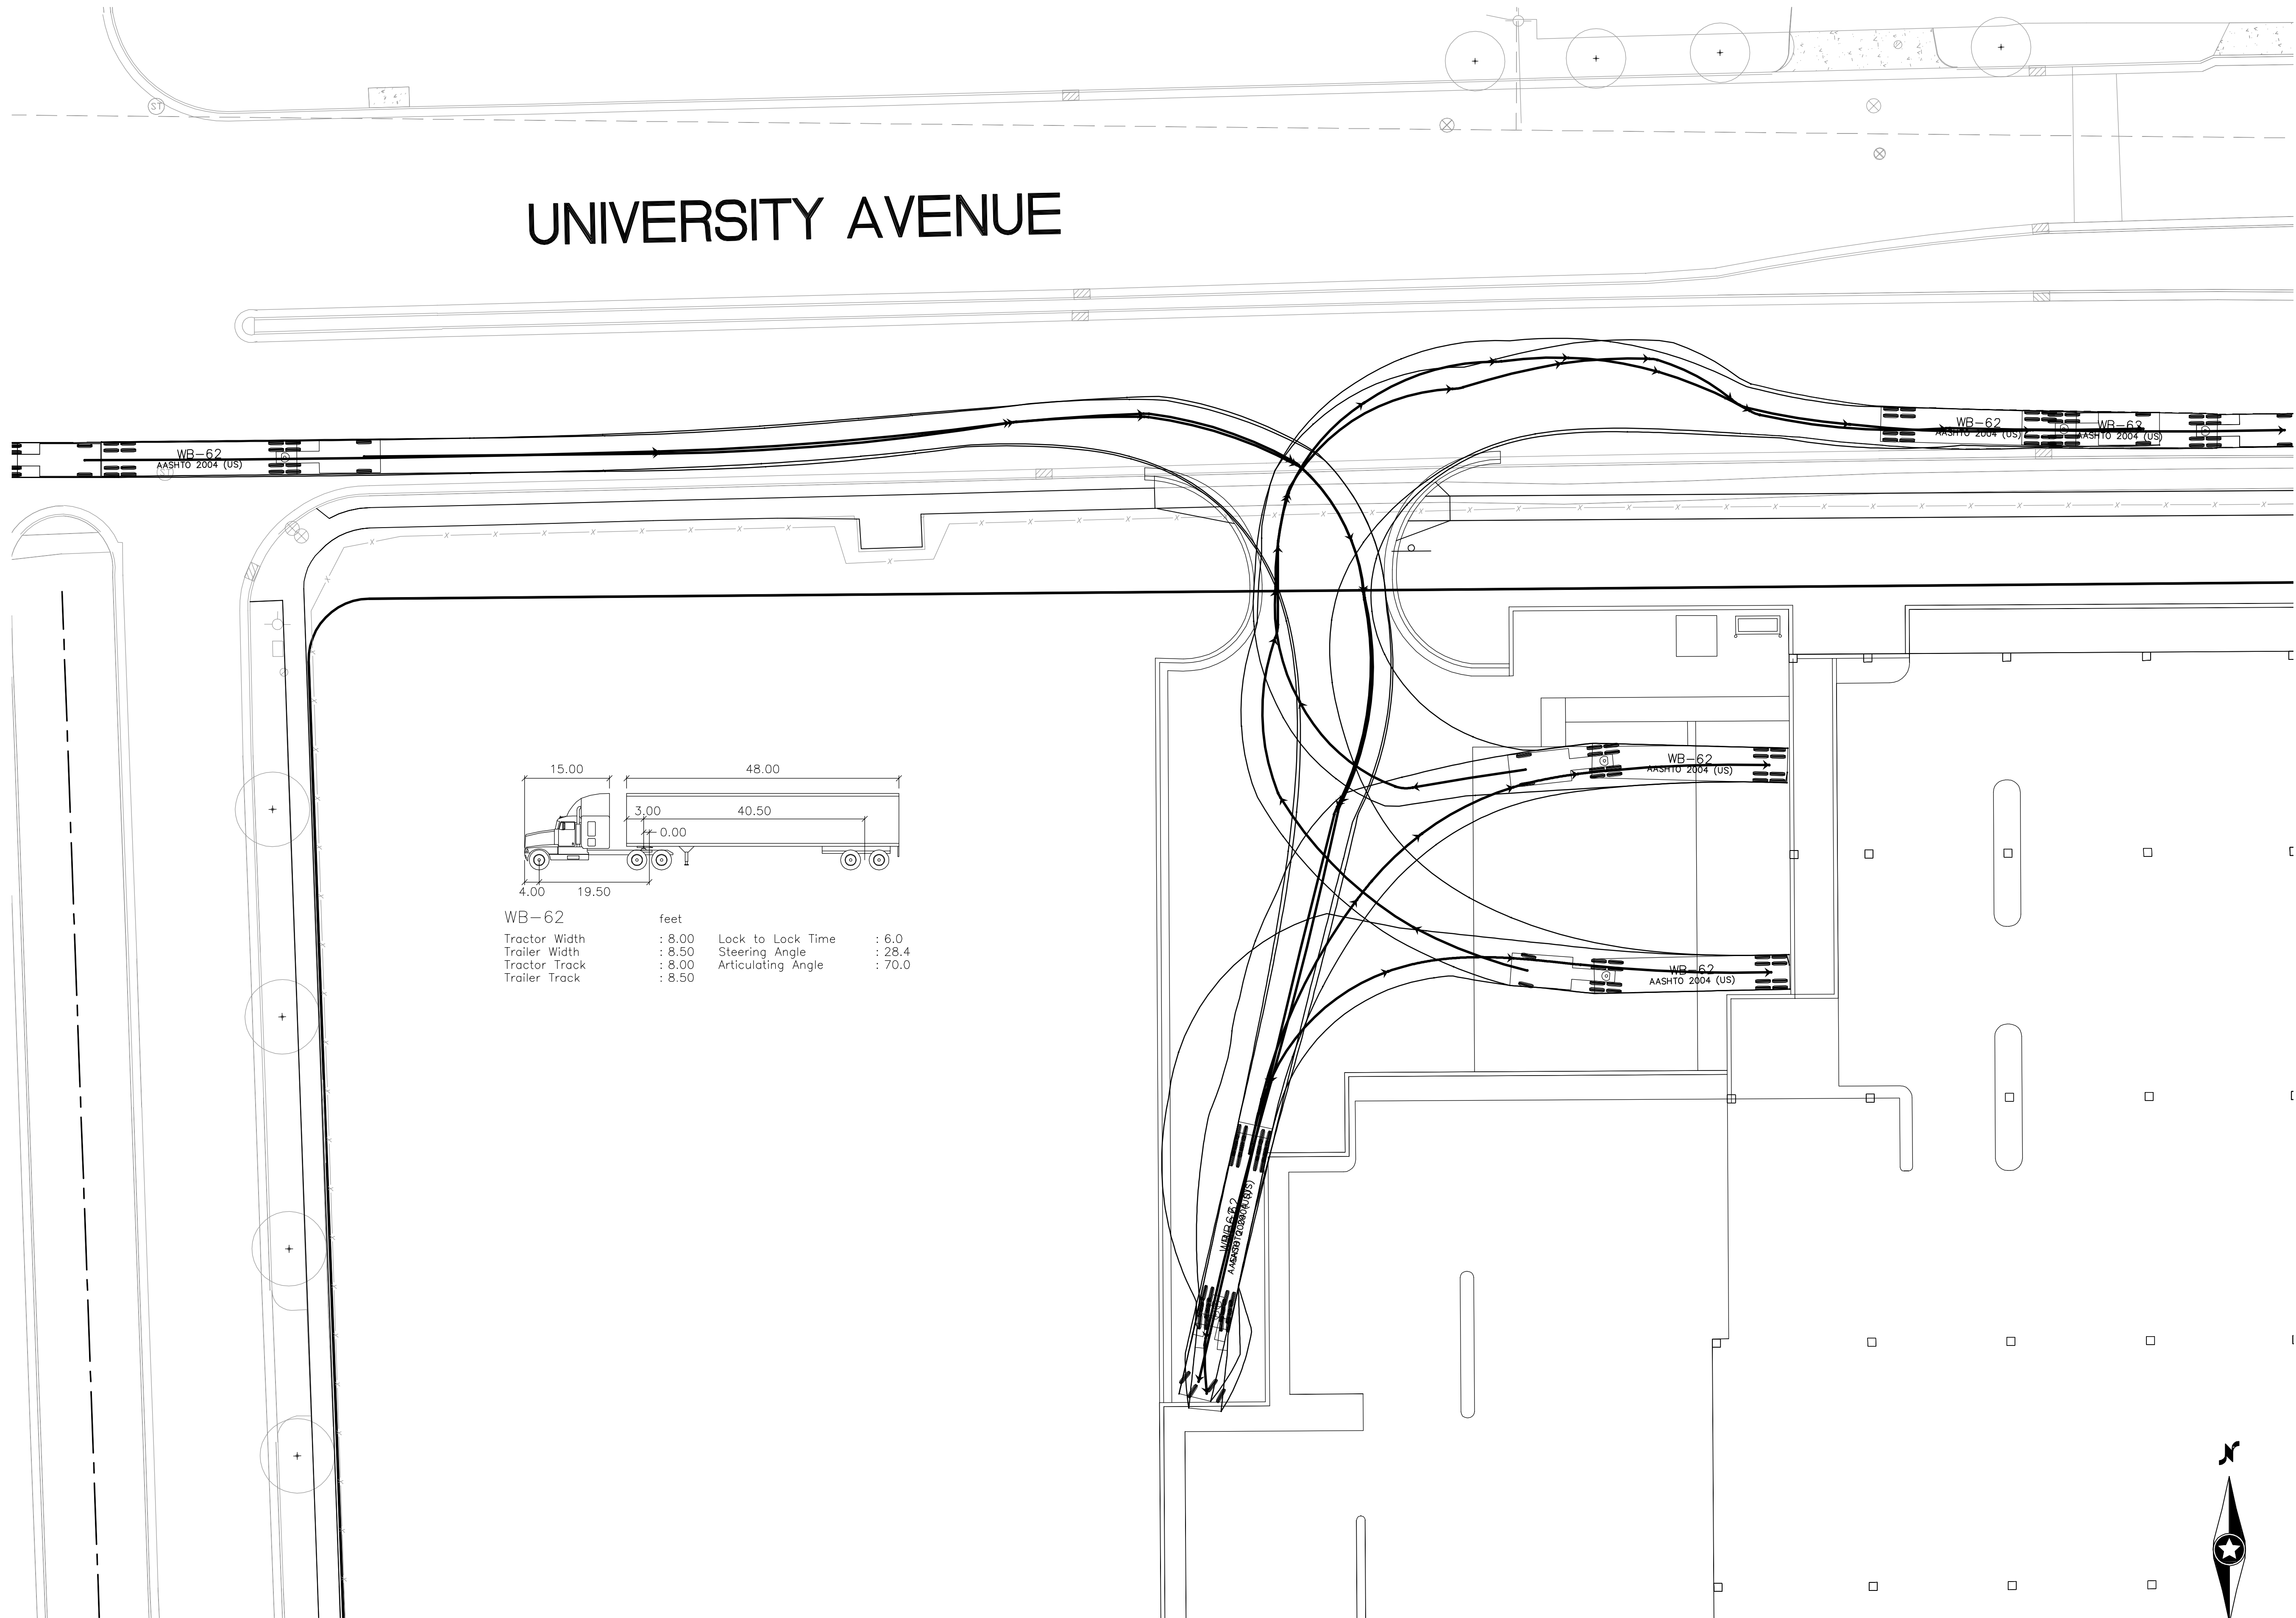 ST
UNIVERSITY AVENUE
WB-62
AASHTO 2004 (US)
ST
WB-62
AASHTO 2004 (US)
WB-62
AASHTO 2004 (US)
WB-62
AASHTO 2004 (US)
WB-62
AASHTO 2004 (US)
15.00
48.00
3.00
40.50
0.00
4.00
19.50
WB-62 feet
Tractor Width : 8.00 Lock to Lock Time : 6.0
Trailer Width : 8.50 Steering Angle : 28.4
Tractor Track : 8.00 Articulating Angle : 70.0
Trailer Track : 8.50
N